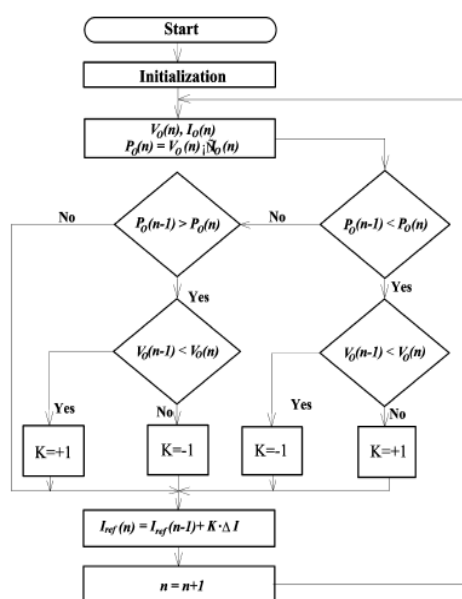 Start
Initialization
V_O(n), I_O(n)
P_O(n) = V_O(n)¡ÑI_O(n)
No
No
P_O(n-1) > P_O(n)
P_O(n-1) < P_O(n)
Yes
Yes
V_O(n-1) < V_O(n)
V_O(n-1) < V_O(n)
Yes
No
Yes
No
K=+1
K=-1
K=-1
K=+1
I_ref(n) = I_ref(n-1)+ K·Δ I
n = n+1